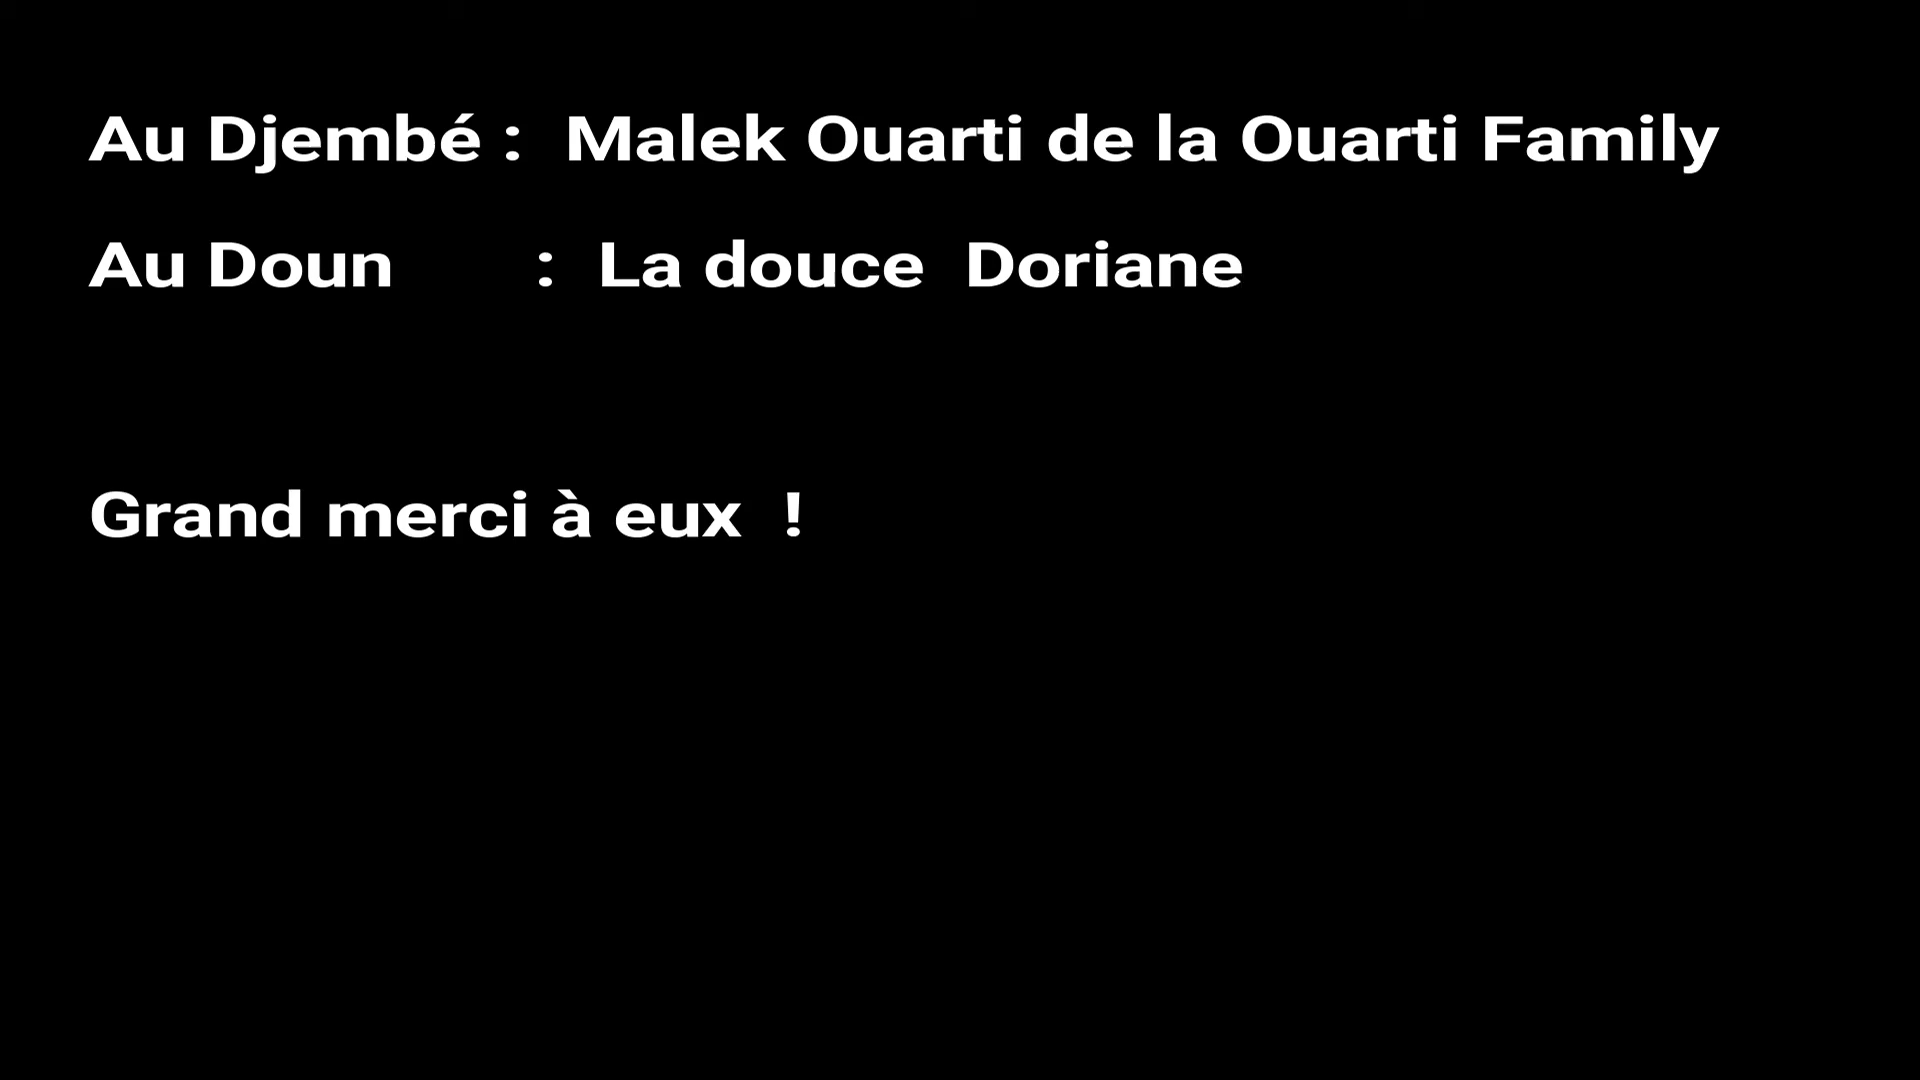 Au Djembé :  Malek Ouarti de la Ouarti Family
Au Doun       :  La douce  Doriane
Grand merci à eux  !